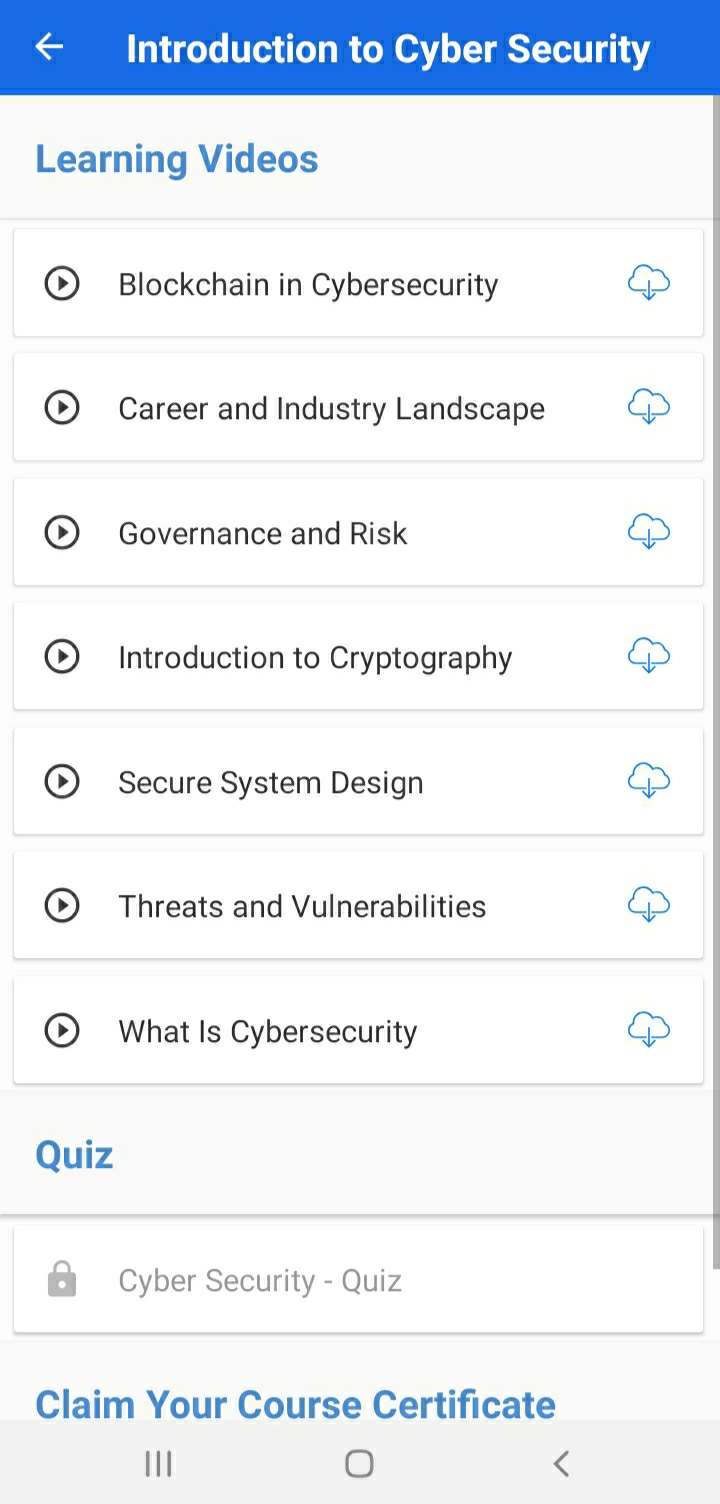 Introduction to Cyber Security
Learning Videos
Blockchain in Cybersecurity
Career and Industry Landscape
Governance and Risk
Introduction to Cryptography
Secure System Design
Threats and Vulnerabilities
What Is Cybersecurity
Quiz
Cyber Security - Quiz
Claim Your Course Certificate